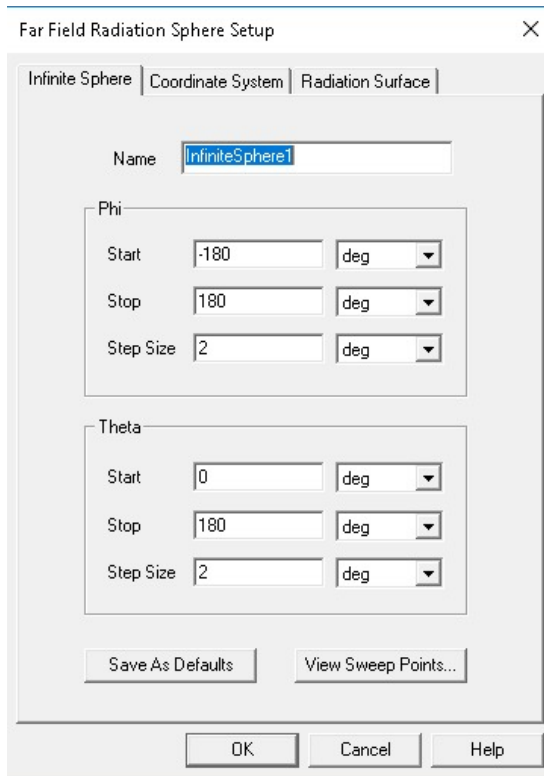 Far Field Radiation Sphere Setup
Infinite Sphere Coordinate System Radiation Surface
Name InfiniteSphere1
Phi
Start -180 deg
Stop 180 deg
Step Size 2 deg
Theta
Start 0 deg
Stop 180 deg
Step Size 2 deg
Save As Defaults View Sweep Points...
OK Cancel Help